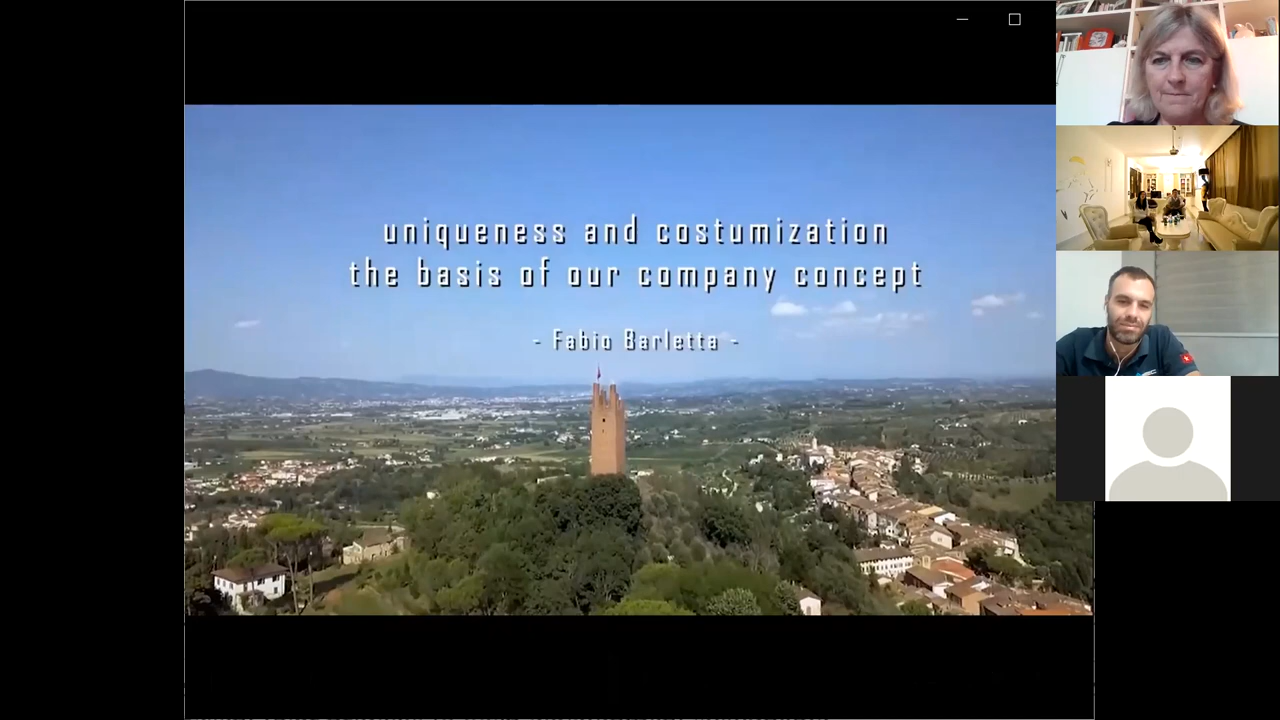 uniqueness and costumization
the basis of our company concept
- Fabio Barletta -